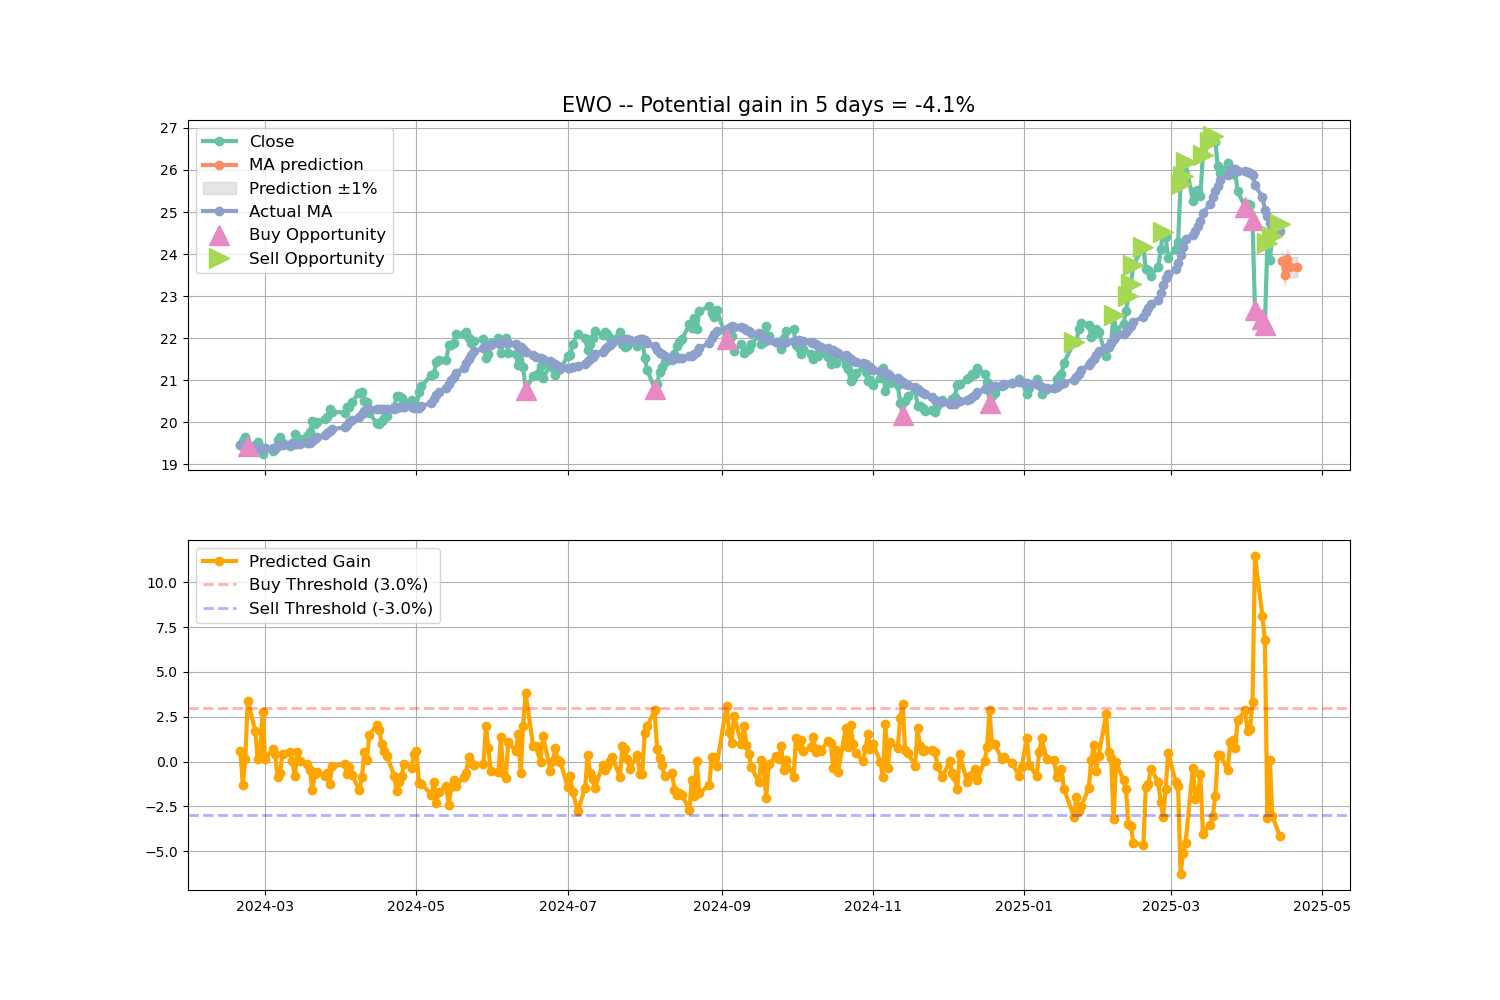 EWO -- Potential gain in 5 days = -4.1%
27
26
25
24
23
22
21
20
19
Close
MA prediction
Prediction ±1%
Actual MA
Buy Opportunity
Sell Opportunity
10.0
7.5
5.0
2.5
0.0
−2.5
−5.0
Predicted Gain
Buy Threshold (3.0%)
Sell Threshold (-3.0%)
2024-03
2024-05
2024-07
2024-09
2024-11
2025-01
2025-03
2025-05